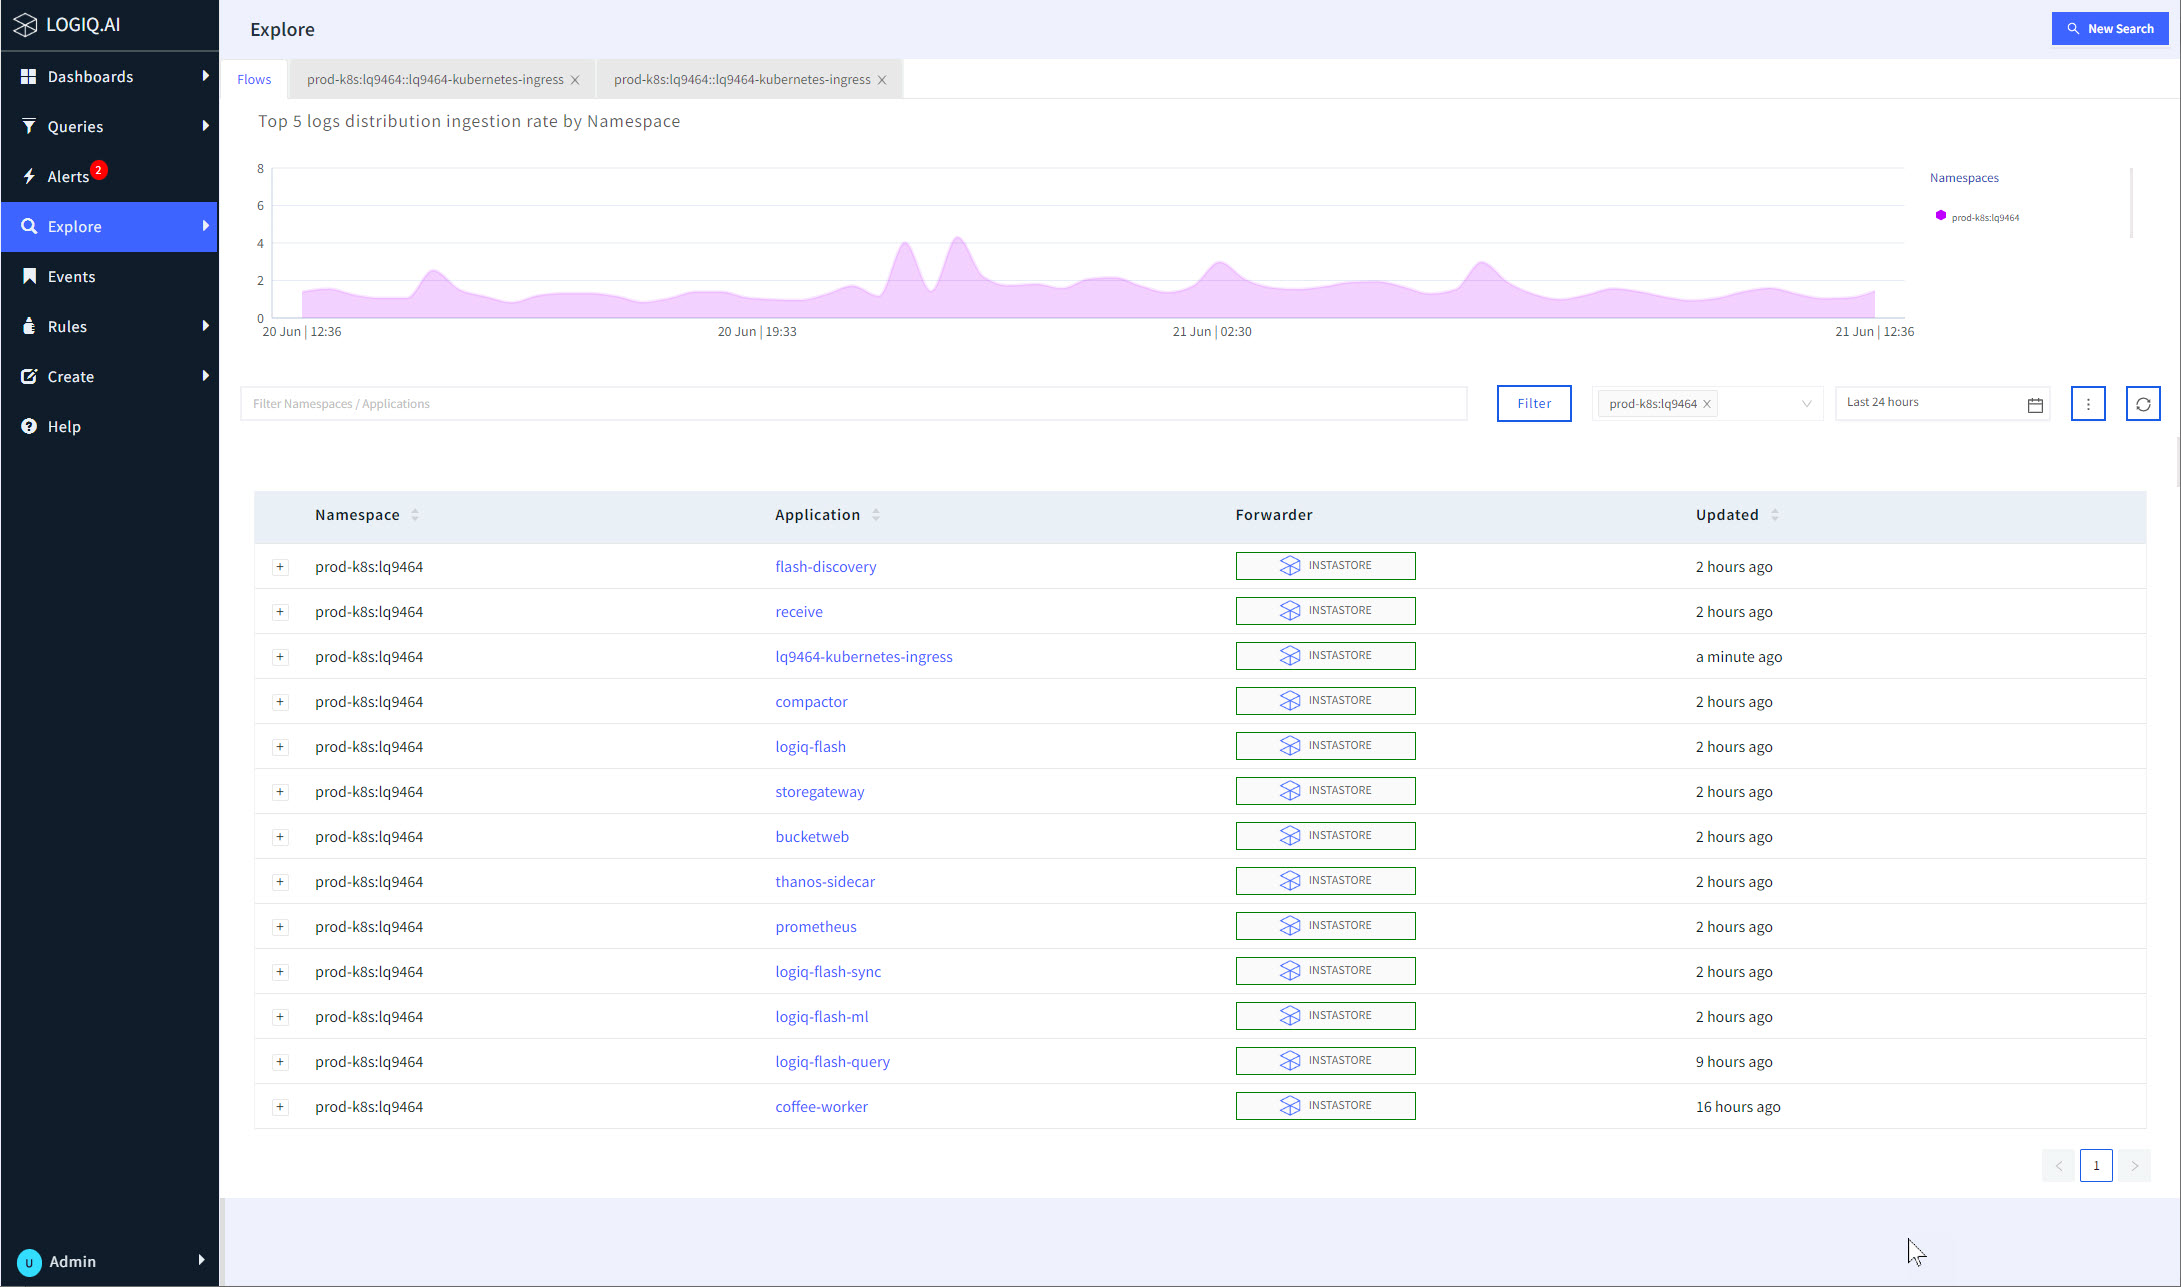 LOGIQ.AI
Dashboards
Queries
Alerts 2
Explore
Events
Rules
Create
Help
U Admin
Explore
New Search
Flows prod-k8s:lq9464::lq9464-kubernetes-ingress prod-k8s:lq9464::lq9464-kubernetes-ingress
Top 5 logs distribution ingestion rate by Namespace
8
6
4
2
0
20 Jun | 12:36 20 Jun | 19:33 21 Jun | 02:30 21 Jun | 12:36
Namespaces
prod-k8s:lq9464
Filter Namespaces / Applications Filter prod-k8s:lq9464 Last 24 hours
Namespace Application Forwarder Updated
+ prod-k8s:lq9464 flash-discovery INSTASTORE 2 hours ago
+ prod-k8s:lq9464 receive INSTASTORE 2 hours ago
+ prod-k8s:lq9464 lq9464-kubernetes-ingress INSTASTORE a minute ago
+ prod-k8s:lq9464 compactor INSTASTORE 2 hours ago
+ prod-k8s:lq9464 logiq-flash INSTASTORE 2 hours ago
+ prod-k8s:lq9464 storegateway INSTASTORE 2 hours ago
+ prod-k8s:lq9464 bucketweb INSTASTORE 2 hours ago
+ prod-k8s:lq9464 thanos-sidecar INSTASTORE 2 hours ago
+ prod-k8s:lq9464 prometheus INSTASTORE 2 hours ago
+ prod-k8s:lq9464 logiq-flash-sync INSTASTORE 2 hours ago
+ prod-k8s:lq9464 logiq-flash-ml INSTASTORE 2 hours ago
+ prod-k8s:lq9464 logiq-flash-query INSTASTORE 9 hours ago
+ prod-k8s:lq9464 coffee-worker INSTASTORE 16 hours ago
< 1 >